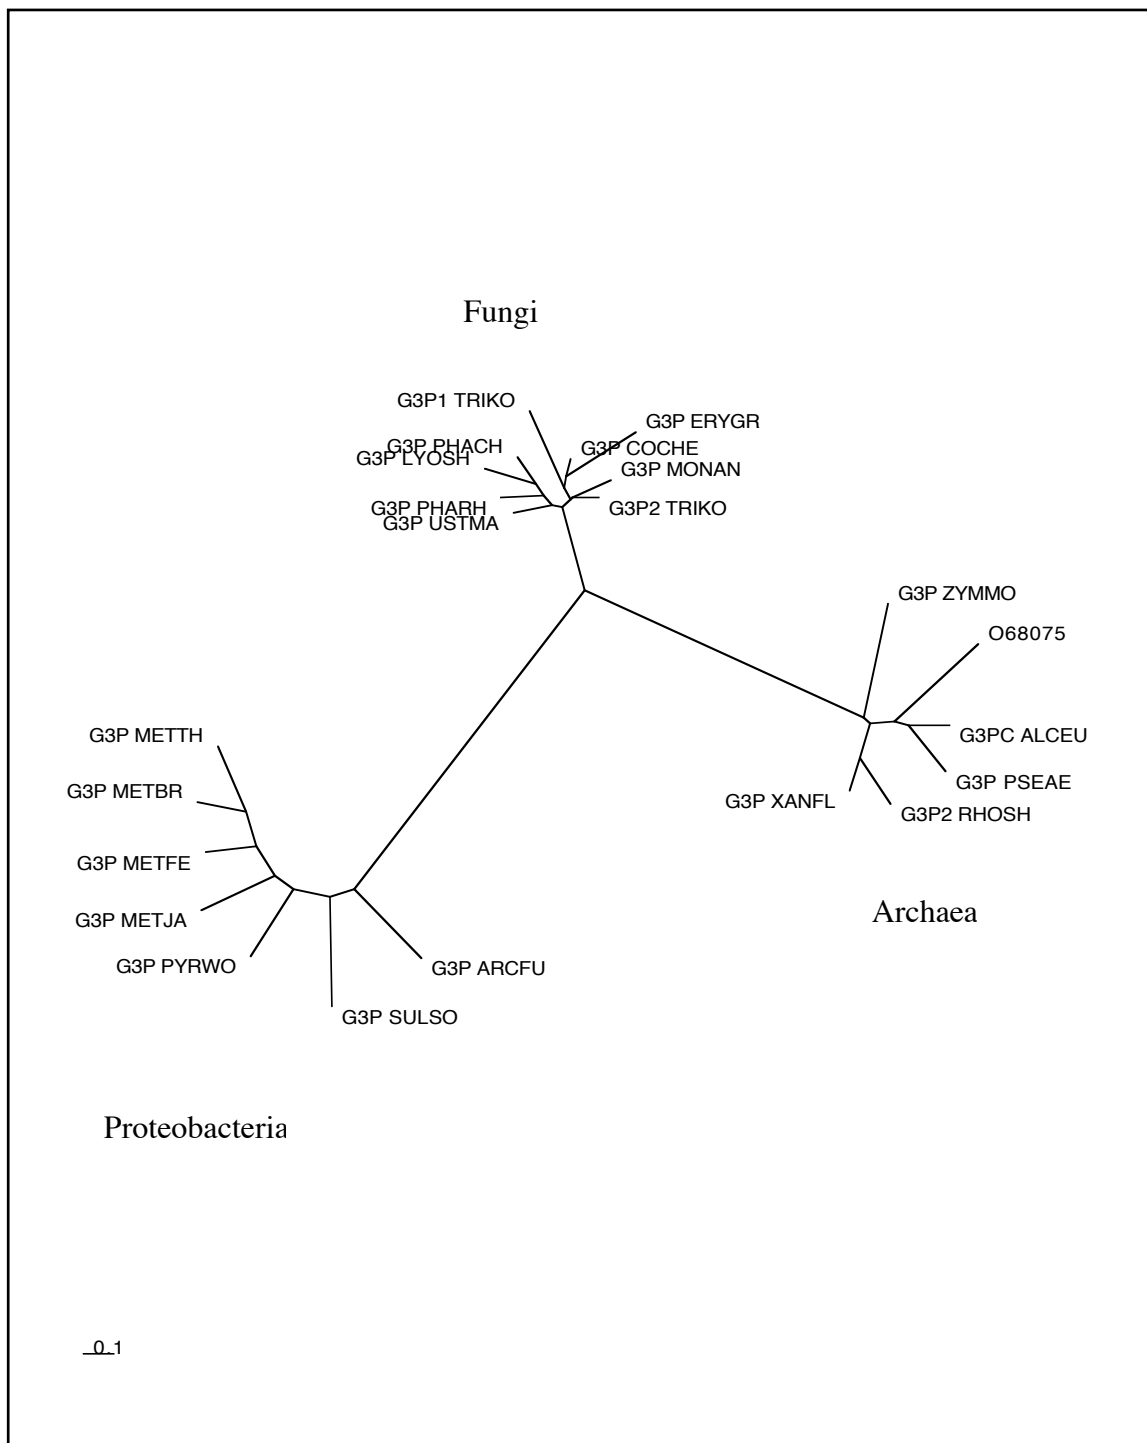 Fungi
G3P1 TRIKO
G3P ERYGR
G3P PHACH
G3P COCHE
G3P LYOSH
G3P MONAN
G3P PHARH
G3P2 TRIKO
G3P USTMA
G3P ZYMMO
O68075
G3P METTH
G3PC ALCEU
G3P PSEAE
G3P METBR
G3P XANFL
G3P2 RHOSH
G3P METFE
Archaea
G3P METJA
G3P PYRWO
G3P ARCFU
G3P SULSO
Proteobacteria
0.1